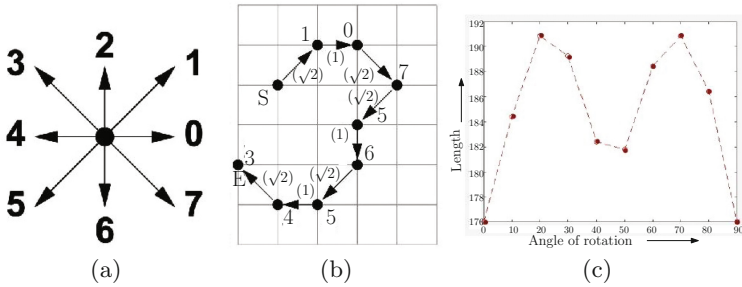 3 2 1
4 0
5 6 7
(a)
1 0
(1)
(√2) (√2) 7
S (√2)
5
(1)
3 6
E (√2) (√2)
(1)
4 5
(b)
192
190
188
186
184
182
180
178
176
0 10 20 30 40 50 60 70 80 90
Length
Angle of rotation
(c)